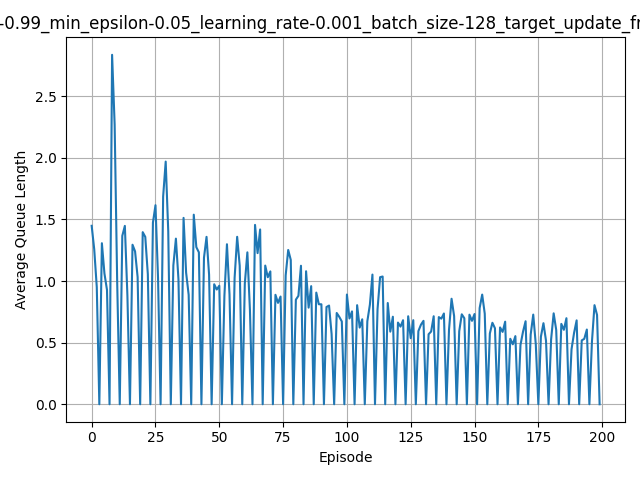 -0.99_min_epsilon-0.05_learning_rate-0.001_batch_size-128_target_update_fr
2.5
2.0
1.5
1.0
0.5
0.0
Average Queue Length
0 25 50 75 100 125 150 175 200
Episode